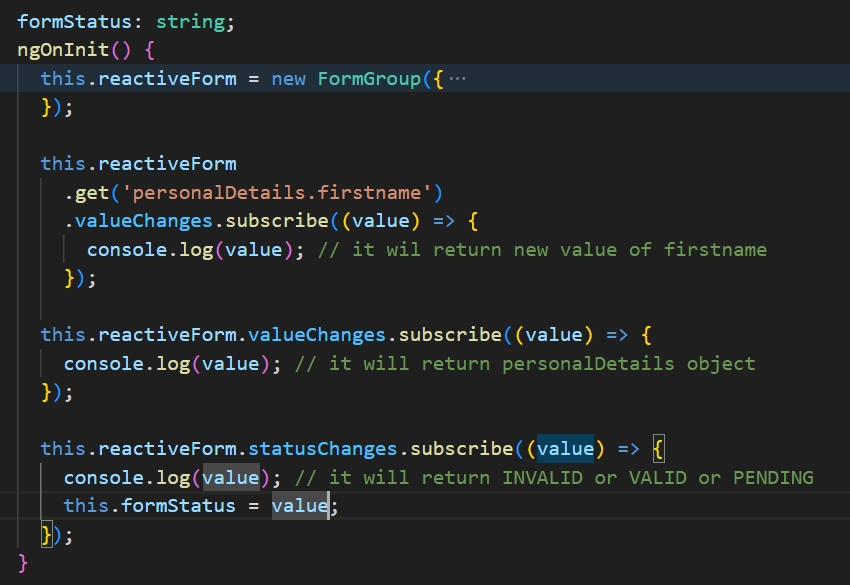 formStatus: string;
ngOnInit() {
this.reactiveForm = new FormGroup({ ...
});
this.reactiveForm
.get('personalDetails.firstname')
.valueChanges.subscribe((value) => {
console.log(value); // it wil return new value of firstname
});
this.reactiveForm.valueChanges.subscribe((value) => {
console.log(value); // it will return personalDetails object
});
this.reactiveForm.statusChanges.subscribe((value) => {
console.log(value); // it will return INVALID or VALID or PENDING
this.formStatus = value;
});
}